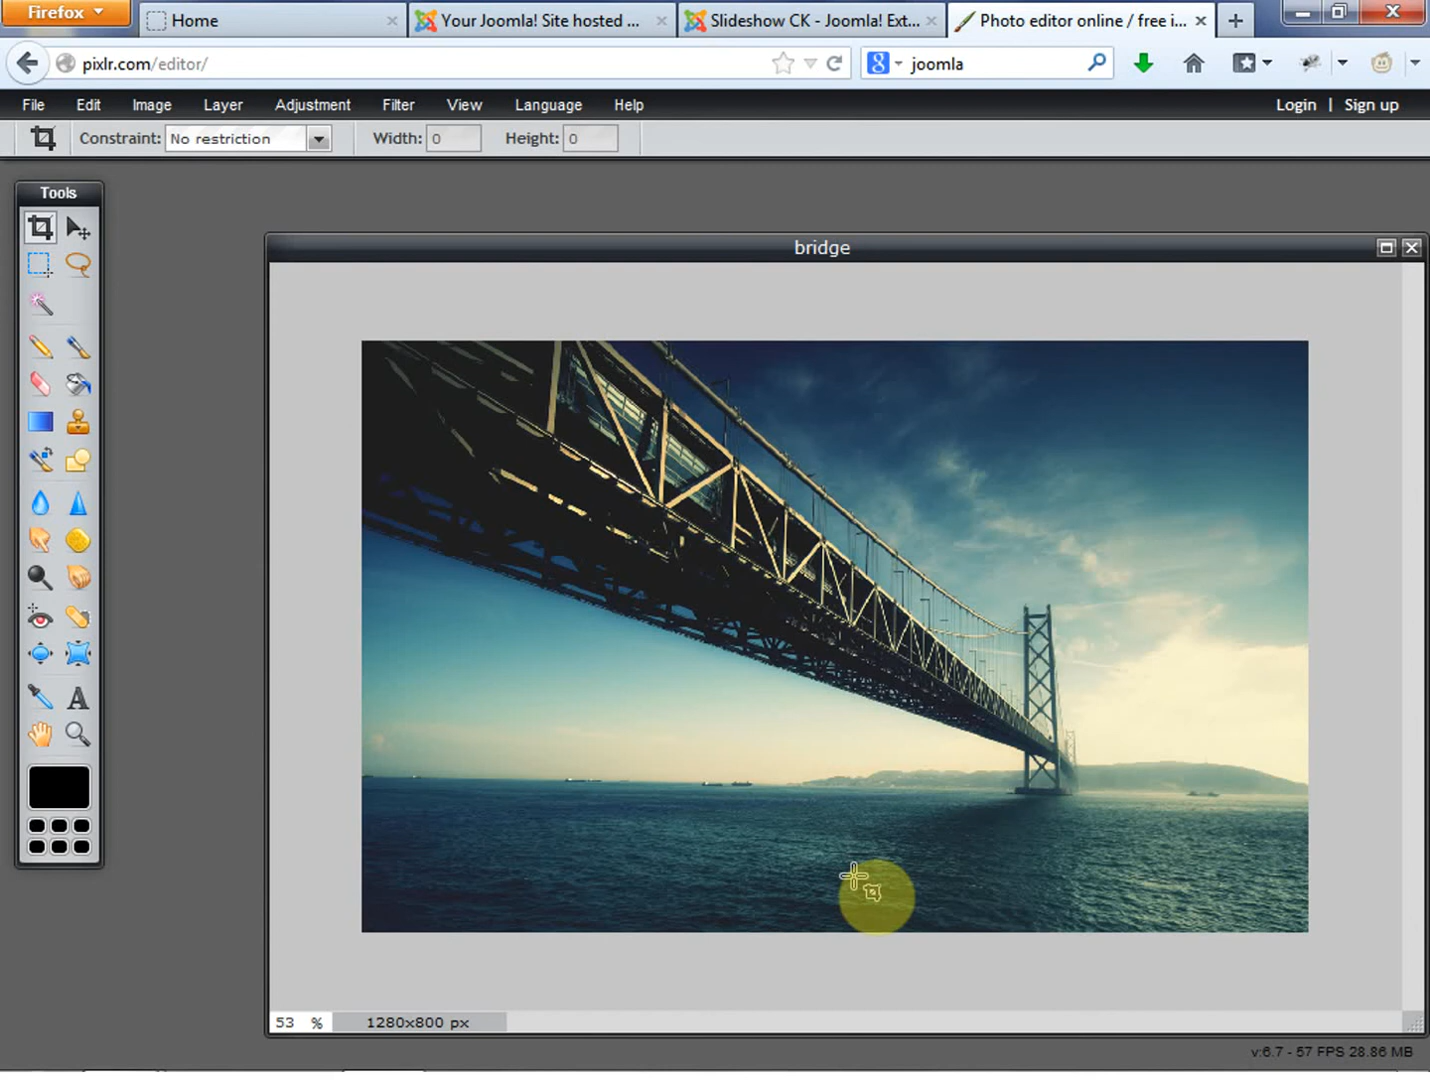 Firefox
Home
Your Joomla! Site hosted ...
Slideshow CK - Joomla! Ext...
Photo editor online / free i...
pixlr.com/editor/
joomla
File Edit Image Layer Adjustment Filter View Language Help
Login | Sign up
Constraint: No restriction Width: 0 Height: 0
Tools
bridge
53 % 1280x800 px
v:6.7 - 57 FPS 28.86 MB